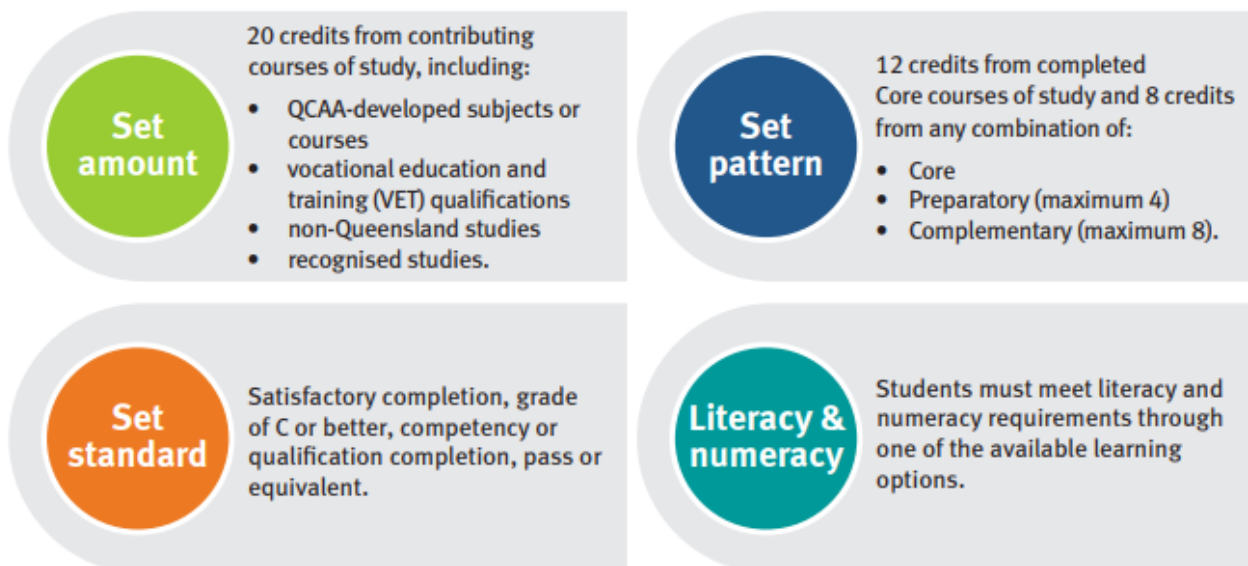 Set
amount
20 credits from contributing
courses of study, including:
• QCAA-developed subjects or
courses
• vocational education and
training (VET) qualifications
• non-Queensland studies
• recognised studies.
Set
pattern
12 credits from completed
Core courses of study and 8 credits
from any combination of:
• Core
• Preparatory (maximum 4)
• Complementary (maximum 8).
Set
standard
Satisfactory completion, grade
of C or better, competency or
qualification completion, pass or
equivalent.
Literacy &
numeracy
Students must meet literacy and
numeracy requirements through
one of the available learning
options.